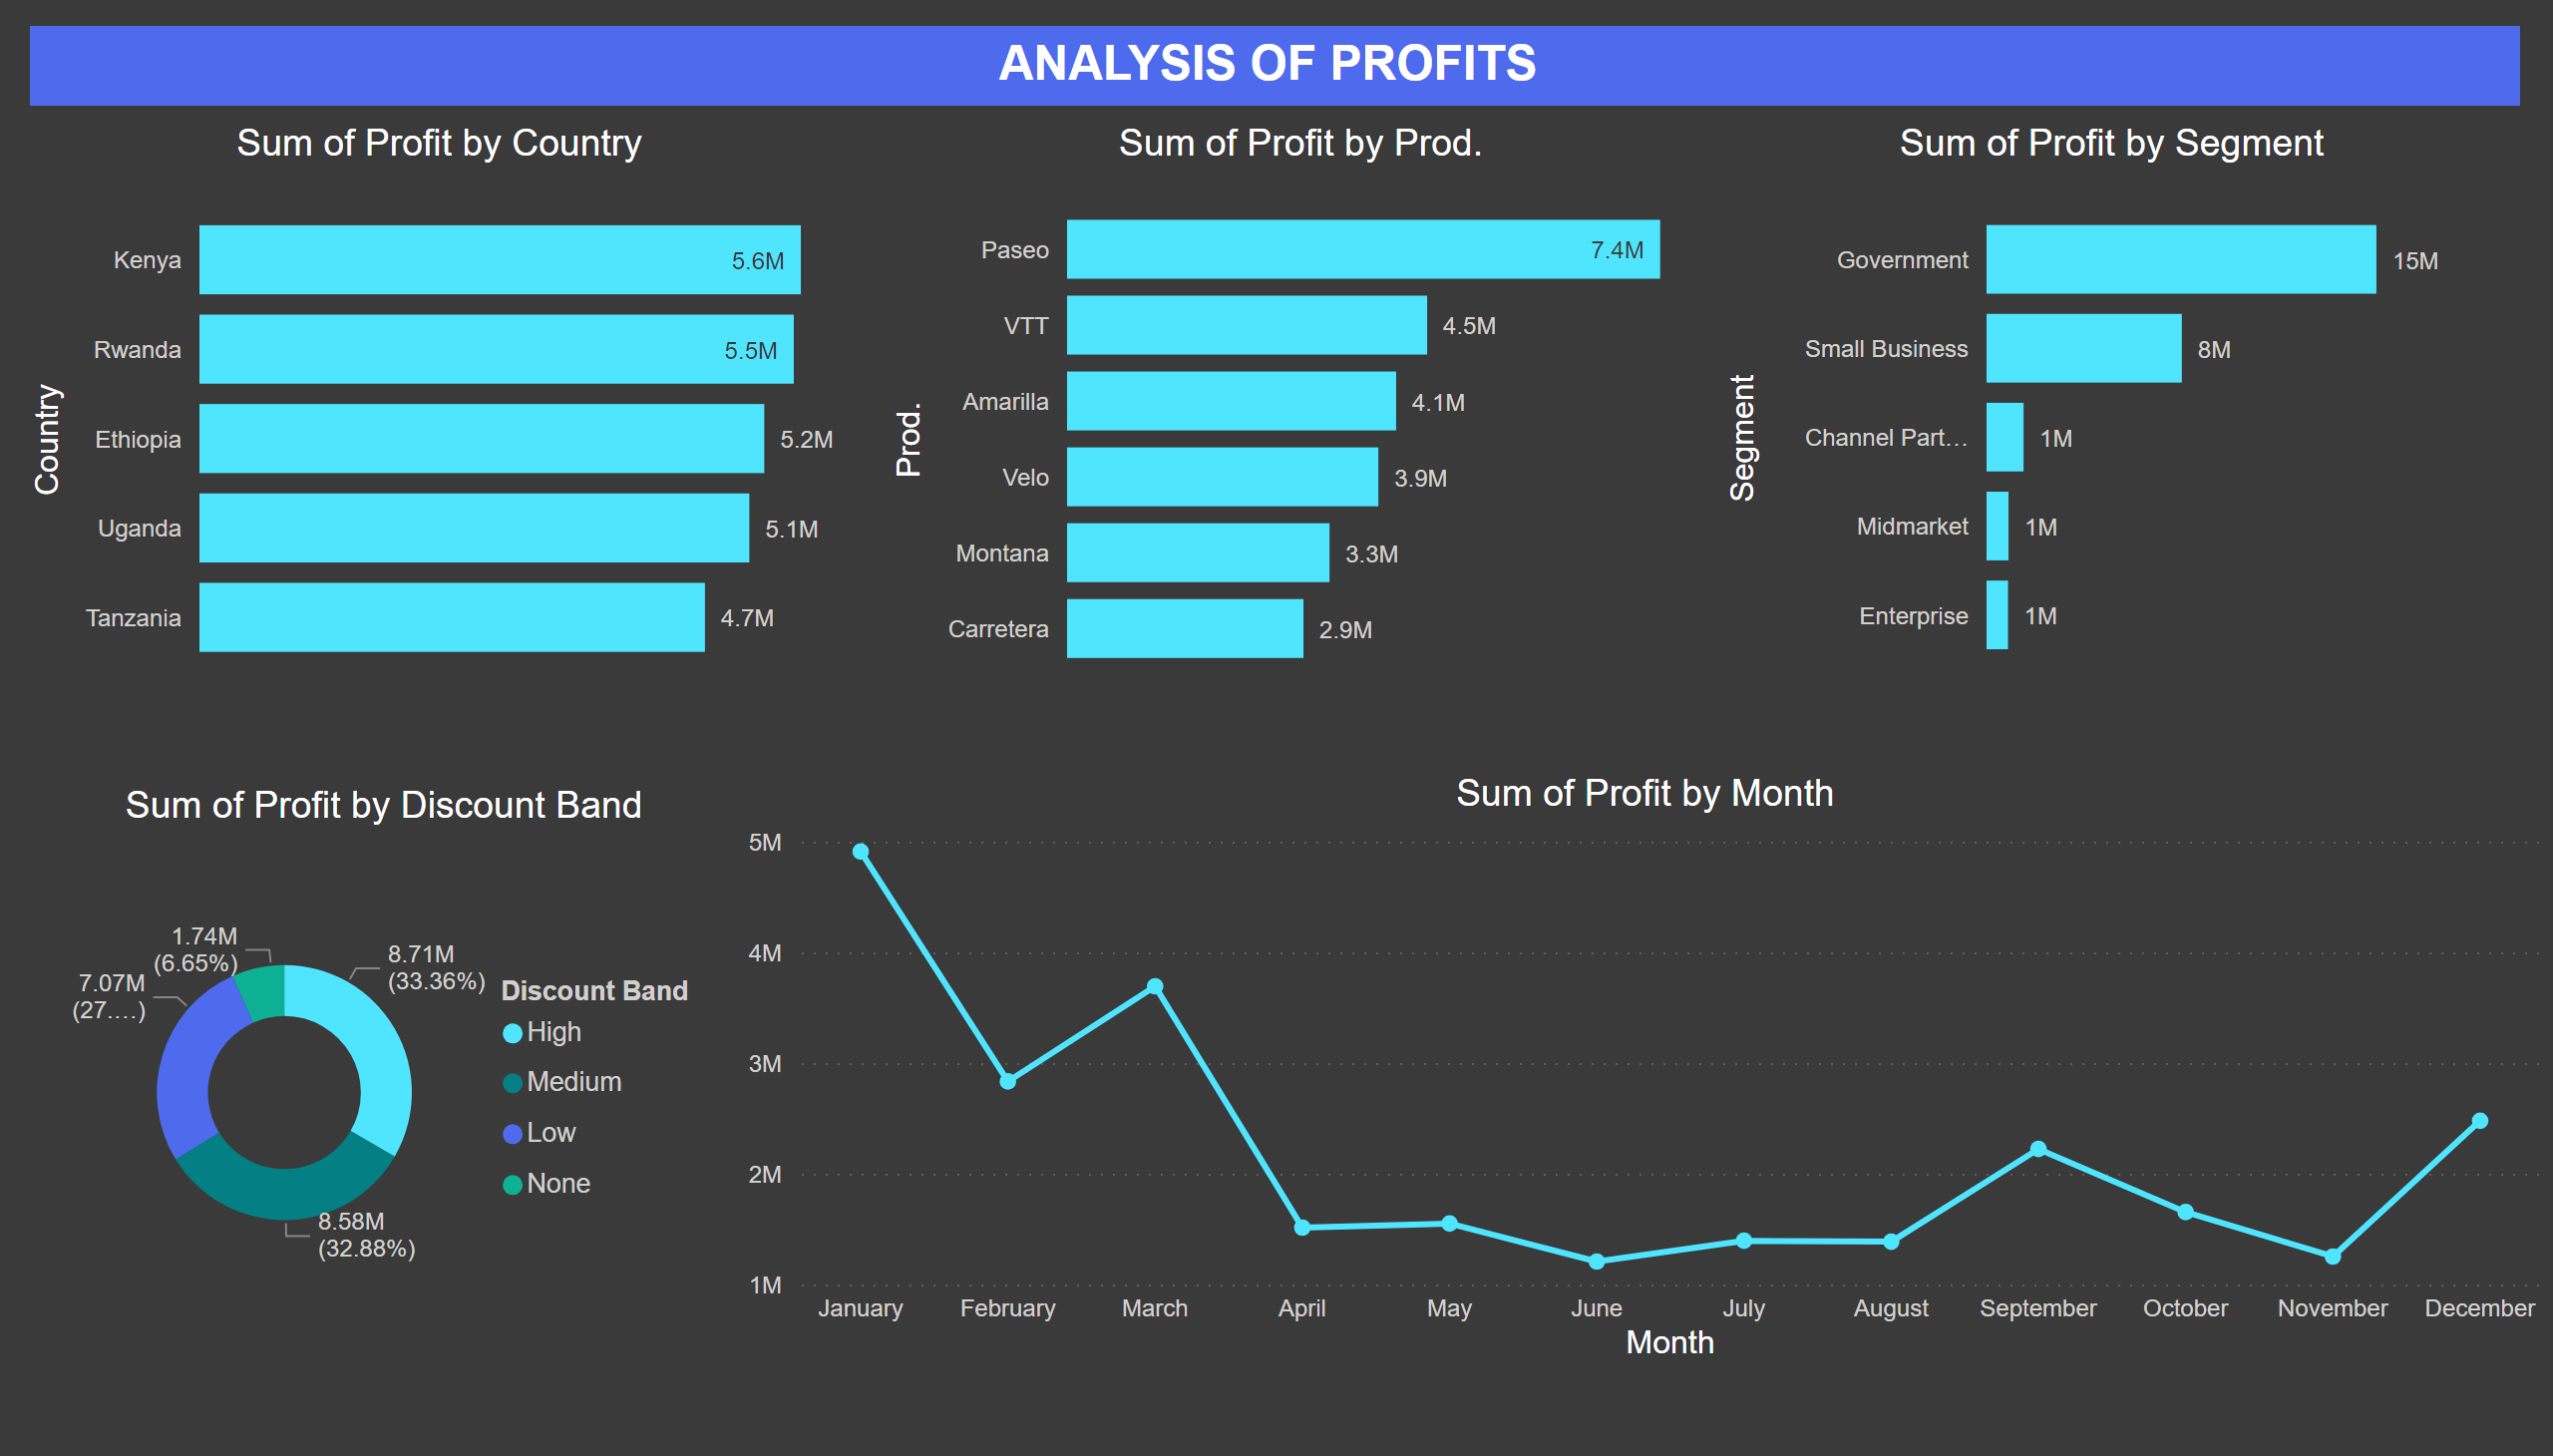 ANALYSIS OF PROFITS
Sum of Profit by Country
Country
Kenya 5.6M
Rwanda 5.5M
Ethiopia 5.2M
Uganda 5.1M
Tanzania 4.7M
Sum of Profit by Prod.
Prod.
Paseo 7.4M
VTT 4.5M
Amarilla 4.1M
Velo 3.9M
Montana 3.3M
Carretera 2.9M
Sum of Profit by Segment
Segment
Government 15M
Small Business 8M
Channel Part... 1M
Midmarket 1M
Enterprise 1M
Sum of Profit by Discount Band
1.74M
(6.65%)
8.71M
(33.36%)
7.07M
(27....)
8.58M
(32.88%)
Discount Band
High
Medium
Low
None
Sum of Profit by Month
5M
4M
3M
2M
1M
January February March April May June July August September October November December
Month